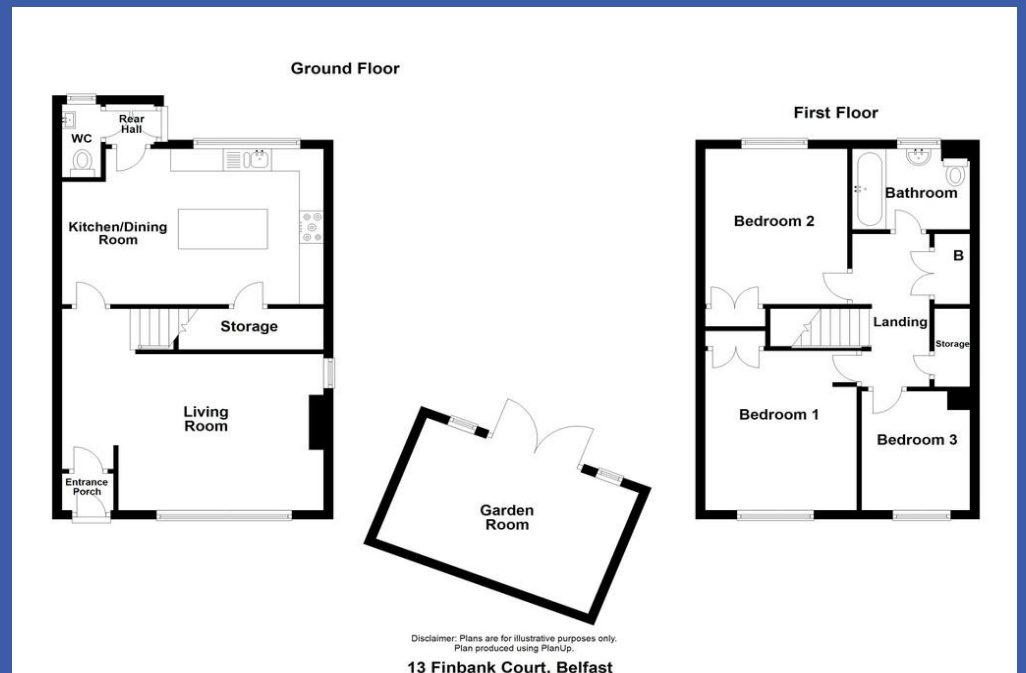 Ground Floor
WC
Rear
Hall
Kitchen/Dining
Room
Storage
Living
Room
Entrance
Porch
Garden
Room
First Floor
Bedroom 2
Bathroom
B
Landing
Storage
Bedroom 1
Bedroom 3
Disclaimer: Plans are for illustrative purposes only.
Plan produced using PlanUp.
13 Finbank Court, Belfast